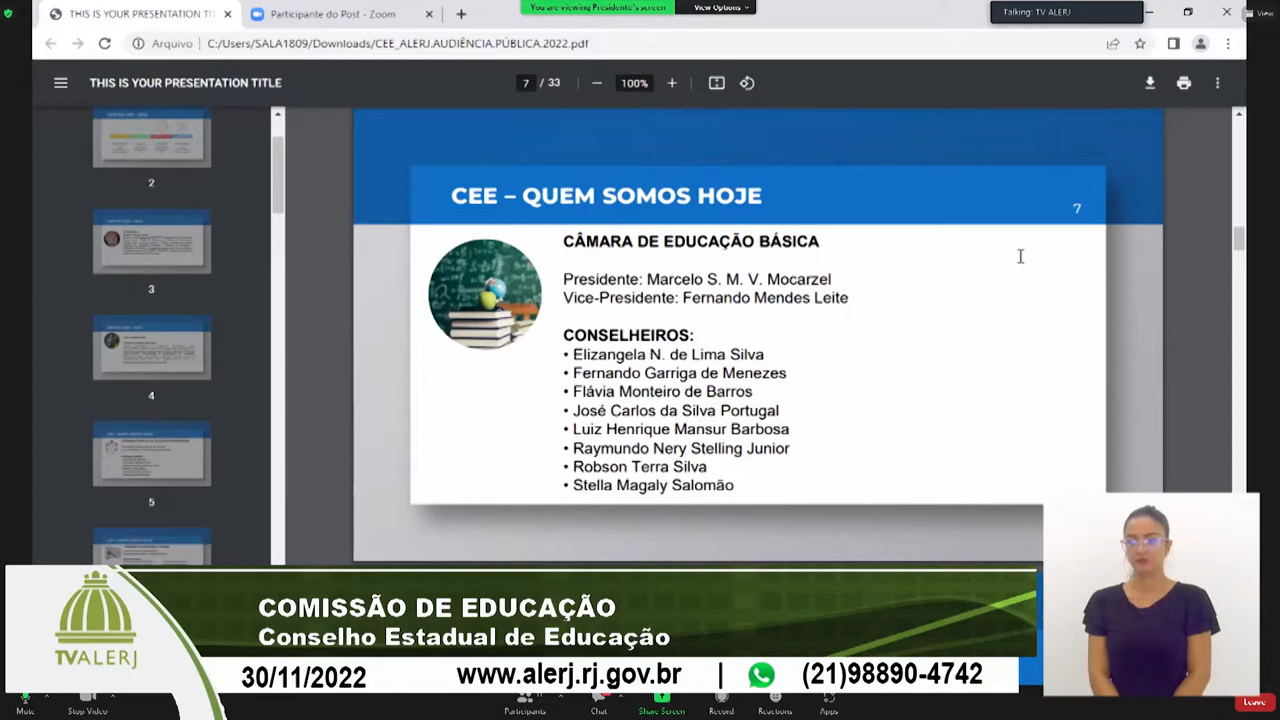 You are viewing Presidente's screen
View Options
Talking: TV ALERJ
View
THIS IS YOUR PRESENTATION TIT
Participante do Post - Zoom
Arquivo
C:/Users/SALA1809/Downloads/CEE_ALERJ.AUDIÊNCIA.PÚBLICA.2022.pdf
THIS IS YOUR PRESENTATION TITLE
7 / 33
100%
2
3
4
5
CEE – QUEM SOMOS HOJE
7
CÂMARA DE EDUCAÇÃO BÁSICA
Presidente: Marcelo S. M. V. Mocarzel
Vice-Presidente: Fernando Mendes Leite
CONSELHEIROS:
• Elizangela N. de Lima Silva
• Fernando Garriga de Menezes
• Flávia Monteiro de Barros
• José Carlos da Silva Portugal
• Luiz Henrique Mansur Barbosa
• Raymundo Nery Stelling Junior
• Robson Terra Silva
• Stella Magaly Salomão
COMISSÃO DE EDUCAÇÃO
Conselho Estadual de Educação
TVALERJ
30/11/2022
www.alerj.rj.gov.br | (21)98890-4742
Mute
Stop Video
Participants
Chat
Share Screen
Record
Reactions
Apps
Leave